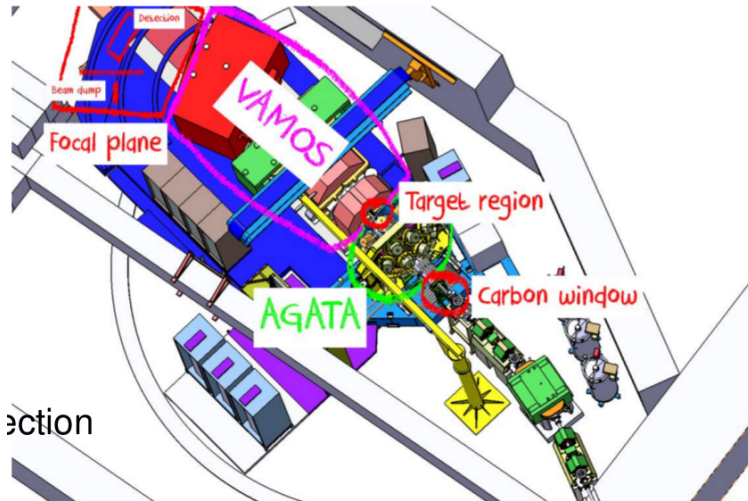 Detection
Beam dump
Focal plane
VAMOS
Target region
AGATA
Carbon window
ection